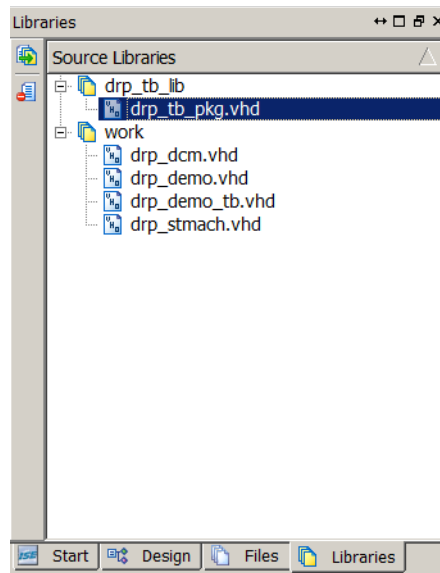 Libraries
Source Libraries
drp_tb_lib
drp_tb_pkg.vhd
work
drp_dcm.vhd
drp_demo.vhd
drp_demo_tb.vhd
drp_stmach.vhd
ISE Start Design Files Libraries